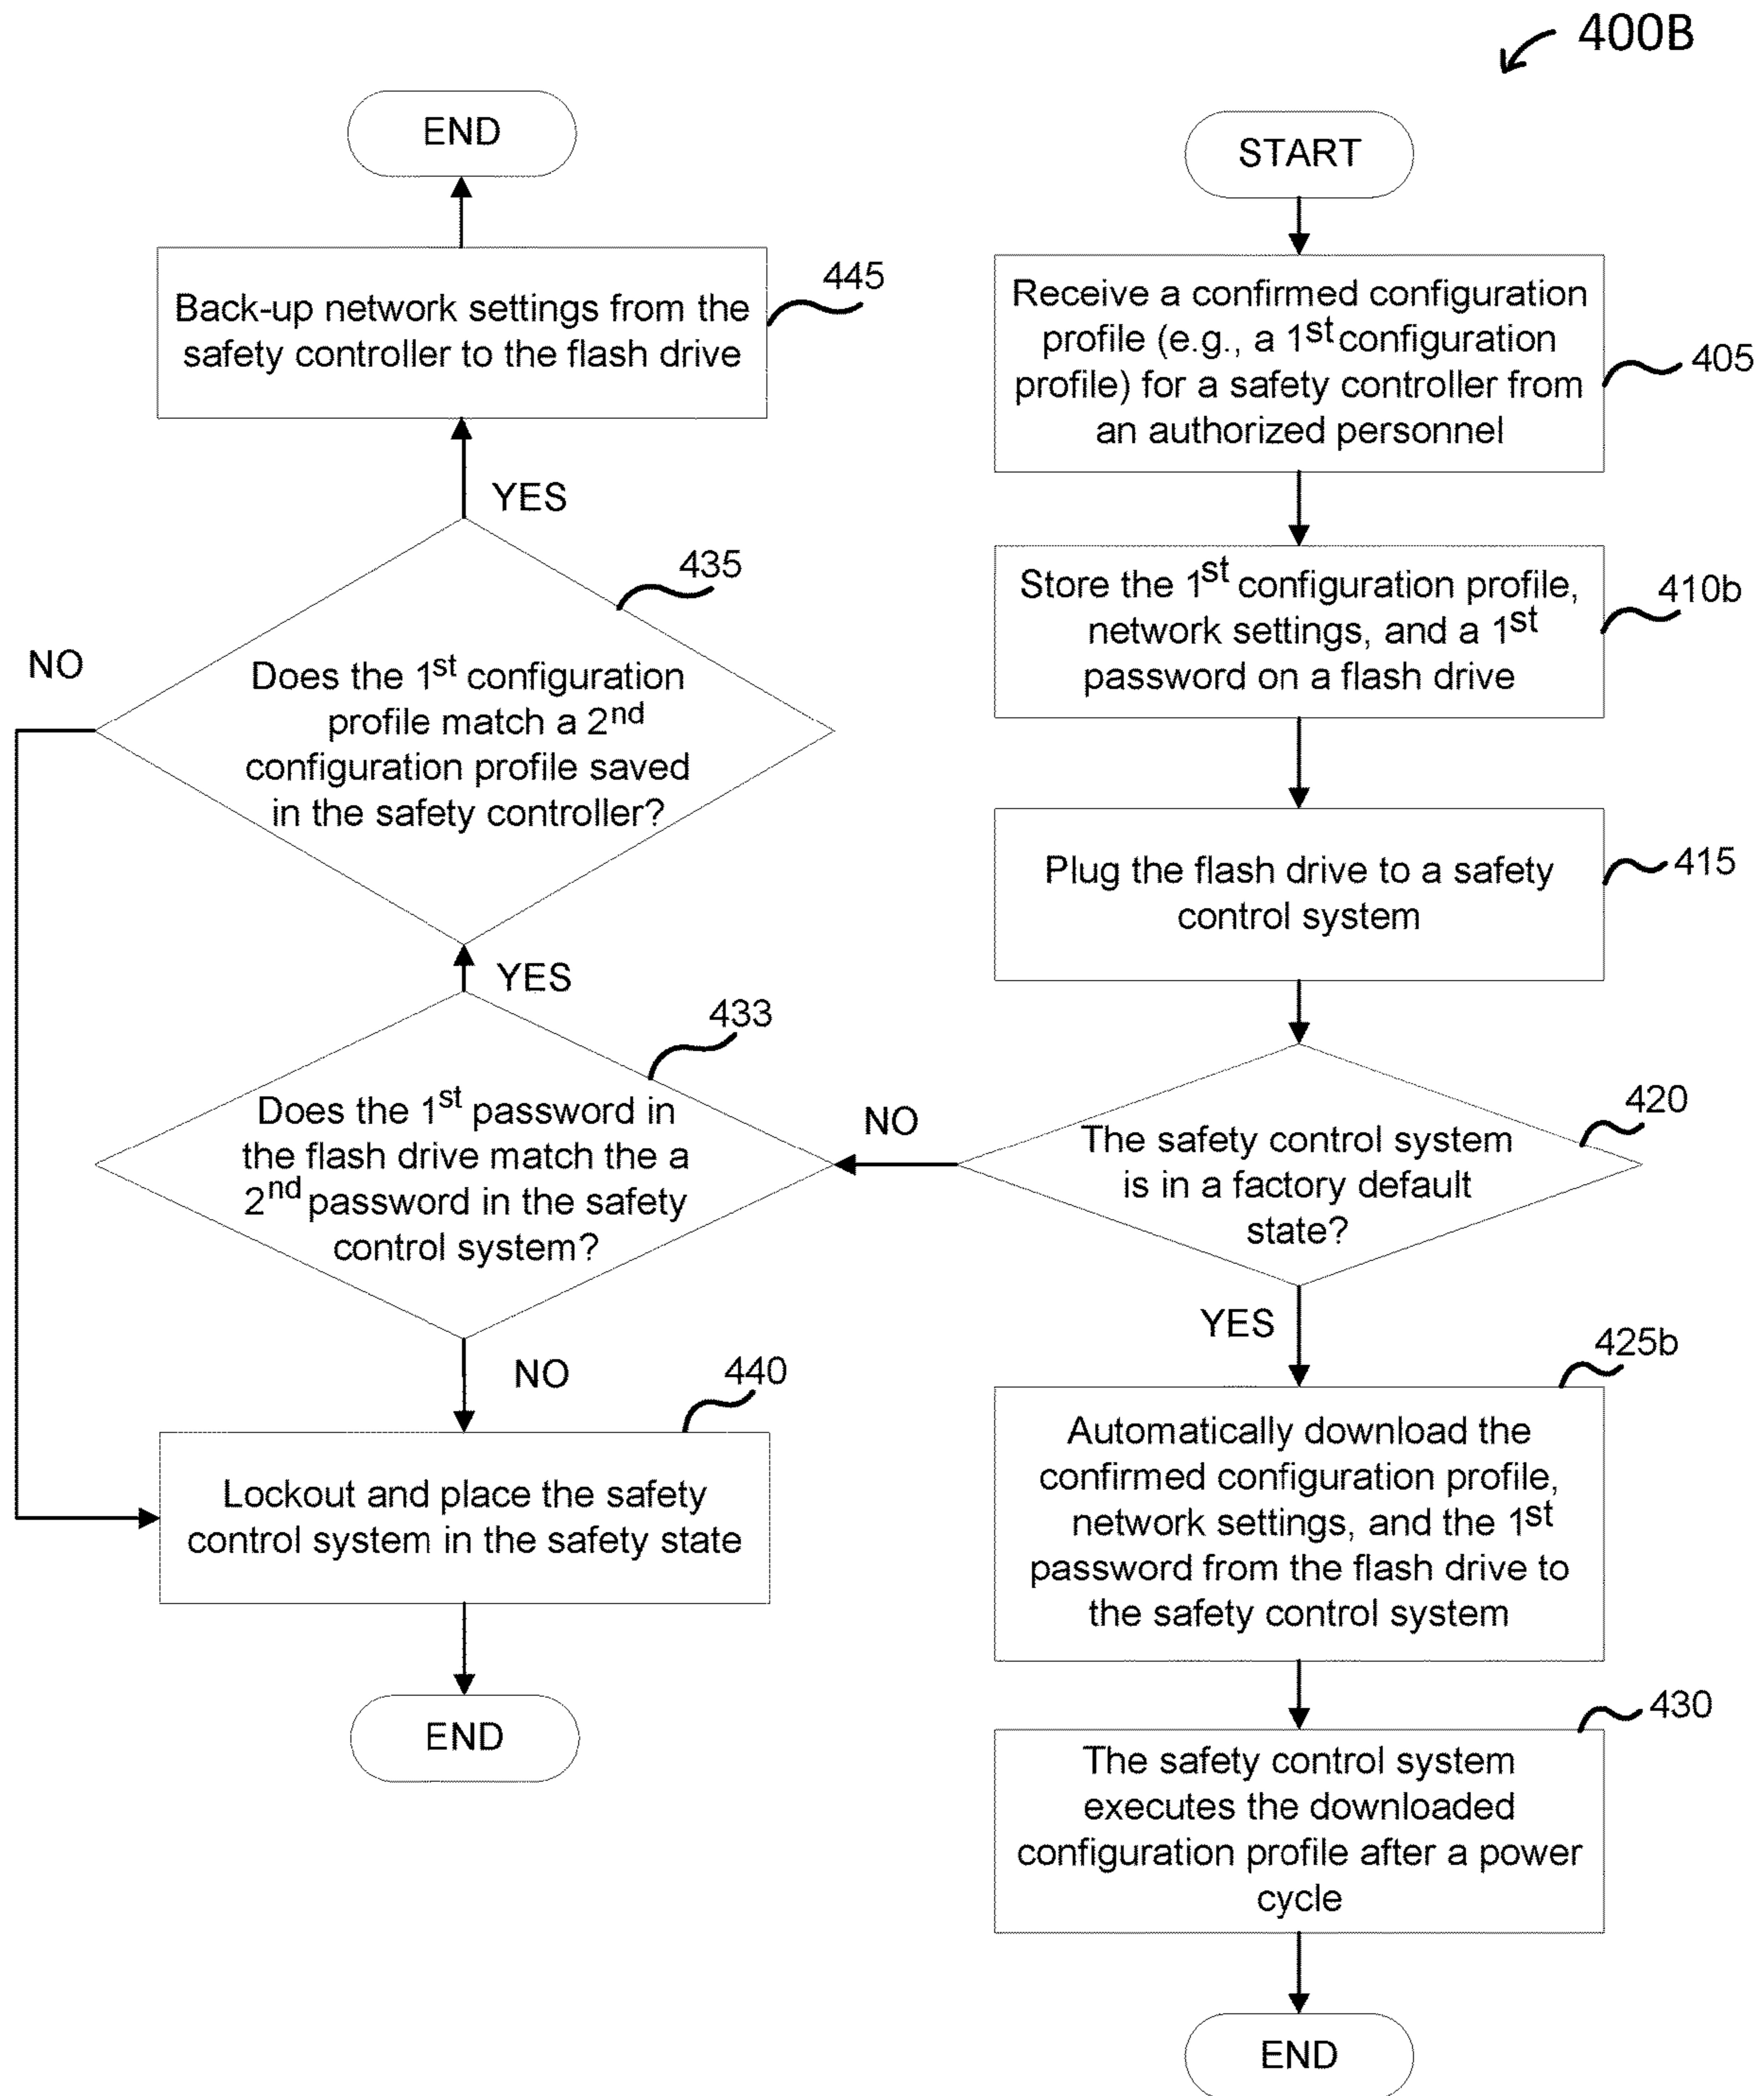 400B
START
Receive a confirmed configuration
profile (e.g., a 1st configuration
profile) for a safety controller from
an authorized personnel
405
Store the 1st configuration profile,
network settings, and a 1st
password on a flash drive
410b
Plug the flash drive to a safety
control system
415
The safety control system
is in a factory default
state?
420
YES
NO
Automatically download the
confirmed configuration profile,
network settings, and the 1st
password from the flash drive to
the safety control system
425b
The safety control system
executes the downloaded
configuration profile after a power
cycle
430
END
Does the 1st password in
the flash drive match the a
2nd password in the safety
control system?
433
YES
NO
Does the 1st configuration
profile match a 2nd
configuration profile saved
in the safety controller?
435
YES
NO
Back-up network settings from the
safety controller to the flash drive
445
END
Lockout and place the safety
control system in the safety state
440
END